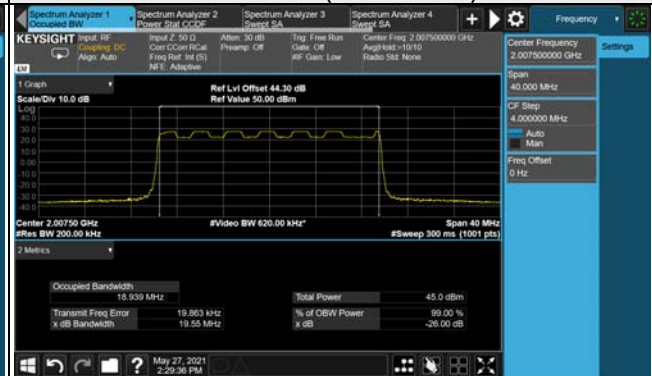 Spectrum Analyzer 1
Occupied BW
Spectrum Analyzer 2
Power Stat CCDF
Spectrum Analyzer 3
Swept SA
Spectrum Analyzer 4
Swept SA
Frequency
KEYSIGHT
Input: RF
Coupling: DC
Align: Auto
Input Z: 50 Ω
Corr CCorr RCal
Freq Ref: Int (S)
NFE: Adaptive
Atten: 30 dB
Preamp: Off
Trig: Free Run
Gate: Off
#IF Gain: Low
Center Freq: 2.007500000 GHz
Avg|Hold:>10/10
Radio Std: None
LXI
1 Graph
Scale/Div 10.0 dB
Ref Lvl Offset 44.30 dB
Ref Value 50.00 dBm
Log
40.0
30.0
20.0
10.0
0.00
-10.0
-20.0
-30.0
-40.0
Center 2.00750 GHz
#Res BW 200.00 kHz
#Video BW 620.00 kHz*
Span 40 MHz
#Sweep 300 ms (1001 pts)
2 Metrics
Occupied Bandwidth
18.939 MHz
Transmit Freq Error 19.863 kHz
x dB Bandwidth 19.55 MHz
Total Power 45.0 dBm
% of OBW Power 99.00 %
x dB -26.00 dB
May 27, 2021
2:29:36 PM
Center Frequency
2.007500000 GHz
Settings
Span
40.000 MHz
CF Step
4.000000 MHz
Auto
Man
Freq Offset
0 Hz